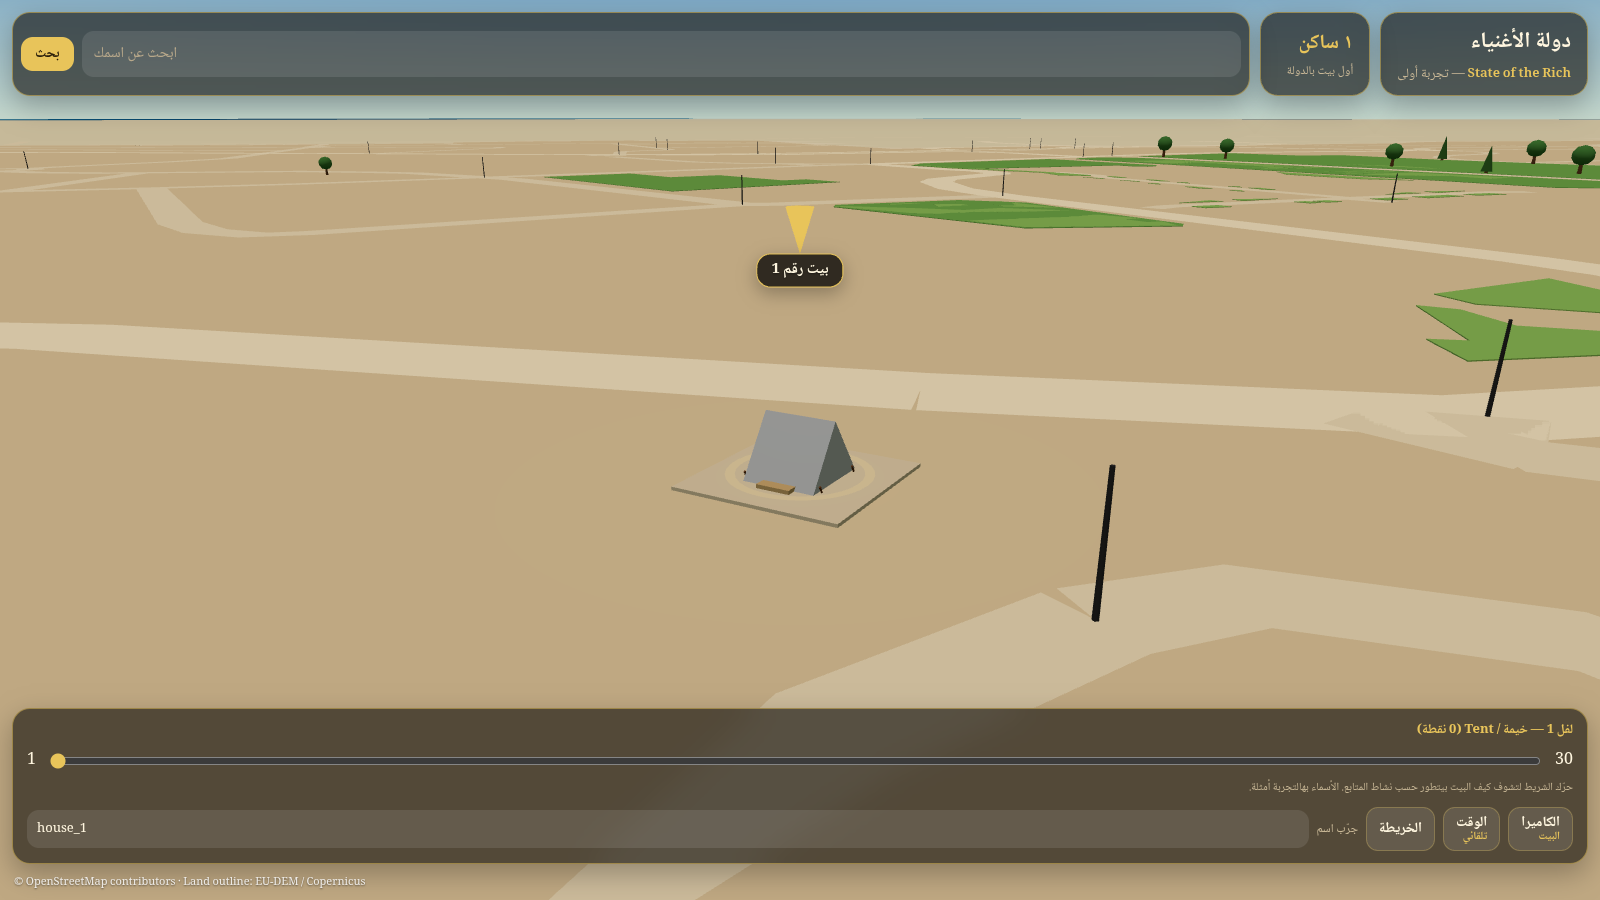 دولة الأغنياء
State of the Rich — تجربة أولى
١ ساكن
أول بيت بالدولة
ابحث عن اسمك
بحث
بيت رقم 1
لفل 1 — خيمة / Tent (0 نقطة)
1
30
حرّك الشريط لتشوف كيف البيت بيتطور حسب نشاط المتابع. الأسماء بهالتجربة أمثلة.
الكاميرا
البيت
الوقت
تلقائي
الخريطة
جرّب اسم
house_1
© OpenStreetMap contributors · Land outline: EU-DEM / Copernicus